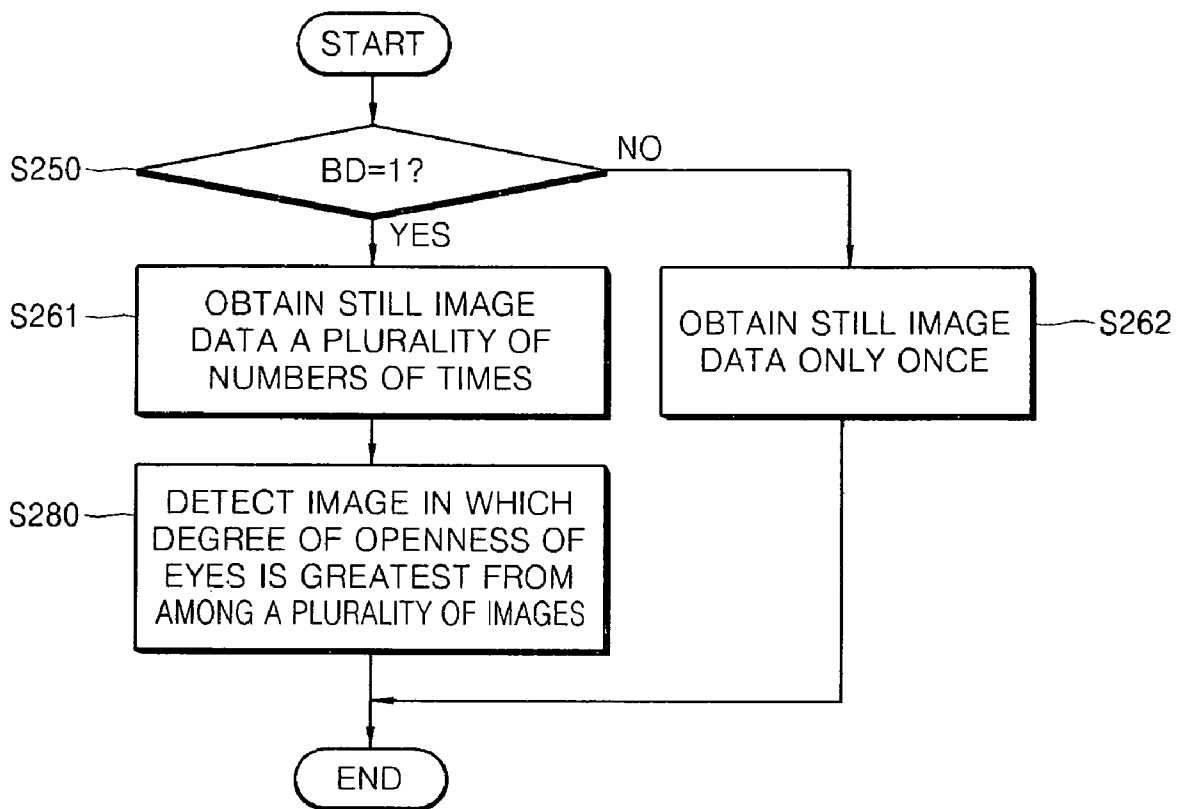 START
S250
BD=1?
NO
YES
S261
OBTAIN STILL IMAGE
DATA A PLURALITY OF
NUMBERS OF TIMES
OBTAIN STILL IMAGE
DATA ONLY ONCE
S262
S280
DETECT IMAGE IN WHICH
DEGREE OF OPENNESS OF
EYES IS GREATEST FROM
AMONG A PLURALITY OF IMAGES
END